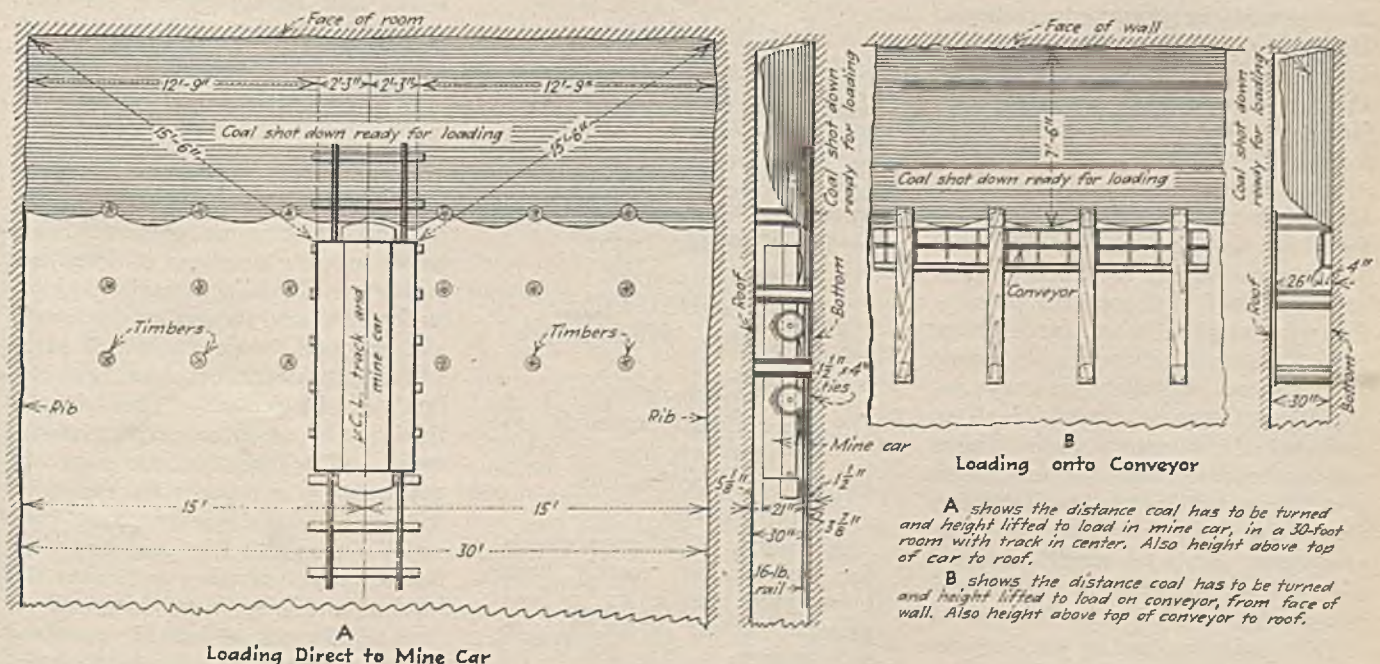 Face of room
12'-9"
2'-3"
2'-3"
12'-9"
15'-6"
15'-6"
Coal shot down ready for loading
Timbers
Timbers
C.L. track and
mine car
Rib
Rib
15'
15'
30'
A
Loading Direct to Mine Car
Coal shot down
ready for loading
Roof
Bottom
4"
ties
Mine car
5 1/8"
1 1/2"
21"
30"
16-lb.
rail
Face of wall
7'-6"
Coal shot down ready for loading
Conveyor
B
Loading onto Conveyor
Coal shot down
ready for loading
4"
26"
Roof
Bottom
30"
A shows the distance coal has to be turned
and height lifted to load in mine car, in a 30-foot
room with track in center. Also height above top
of car to roof.
B shows the distance coal has to be turned
and height lifted to load on conveyor, from face of
wall. Also height above top of conveyor to roof.